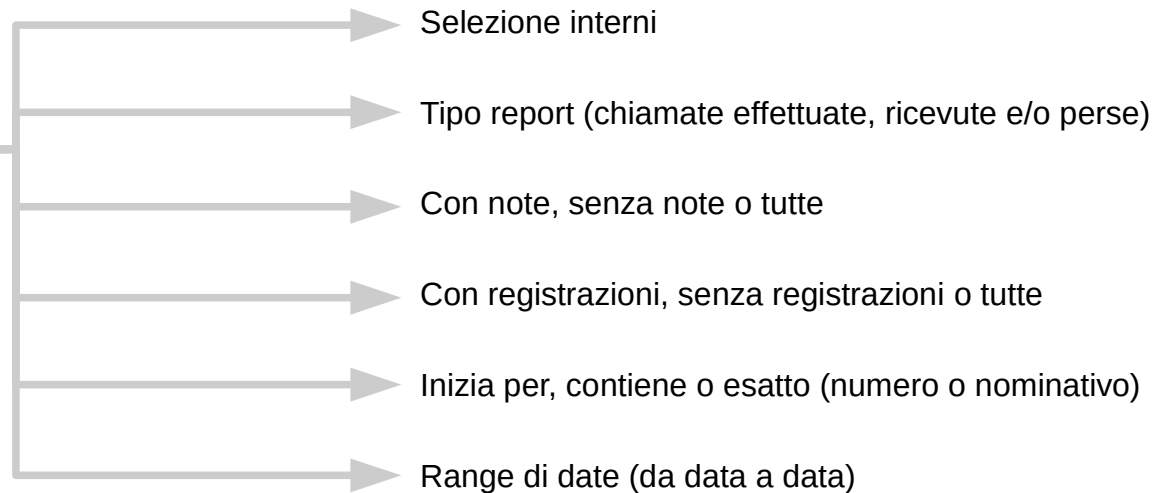 Selezione interni
Tipo report (chiamate effettuate, ricevute e/o perse)
Con note, senza note o tutte
Con registrazioni, senza registrazioni o tutte
Inizia per, contiene o esatto (numero o nominativo)
Range di date (da data a data)